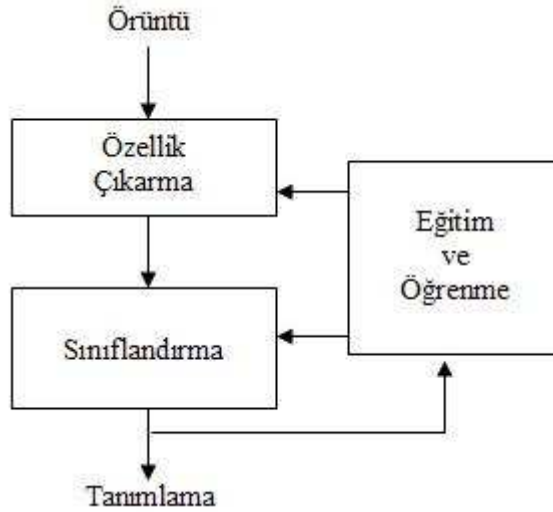 Örüntü
Özellik
Çıkarma
Eğitim
ve
Öğrenme
Sınıflandırma
Tanımlama